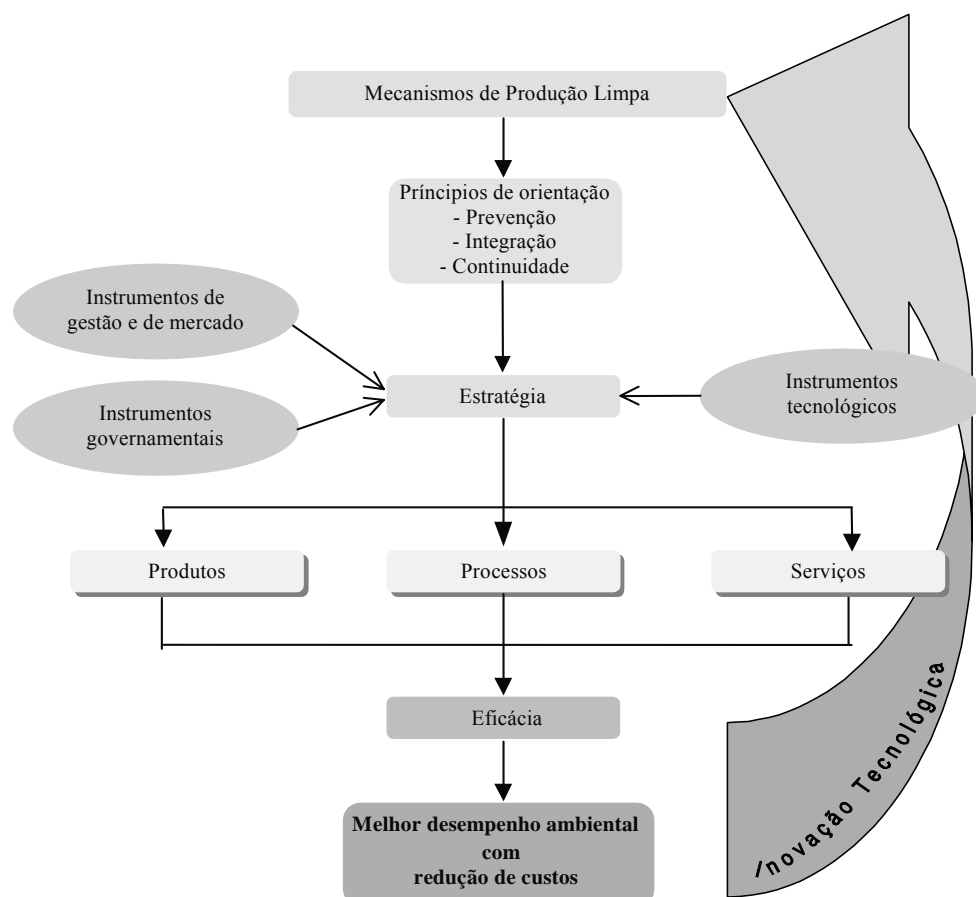 Mecanismos de Produção Limpa
Príncipios de orientação
- Prevenção
- Integração
- Continuidade
Instrumentos de
gestão e de mercado
Instrumentos
governamentais
Estratégia
Instrumentos
tecnológicos
Produtos
Processos
Serviços
Eficácia
Melhor desempenho ambiental
com
redução de custos
Inovação Tecnológica